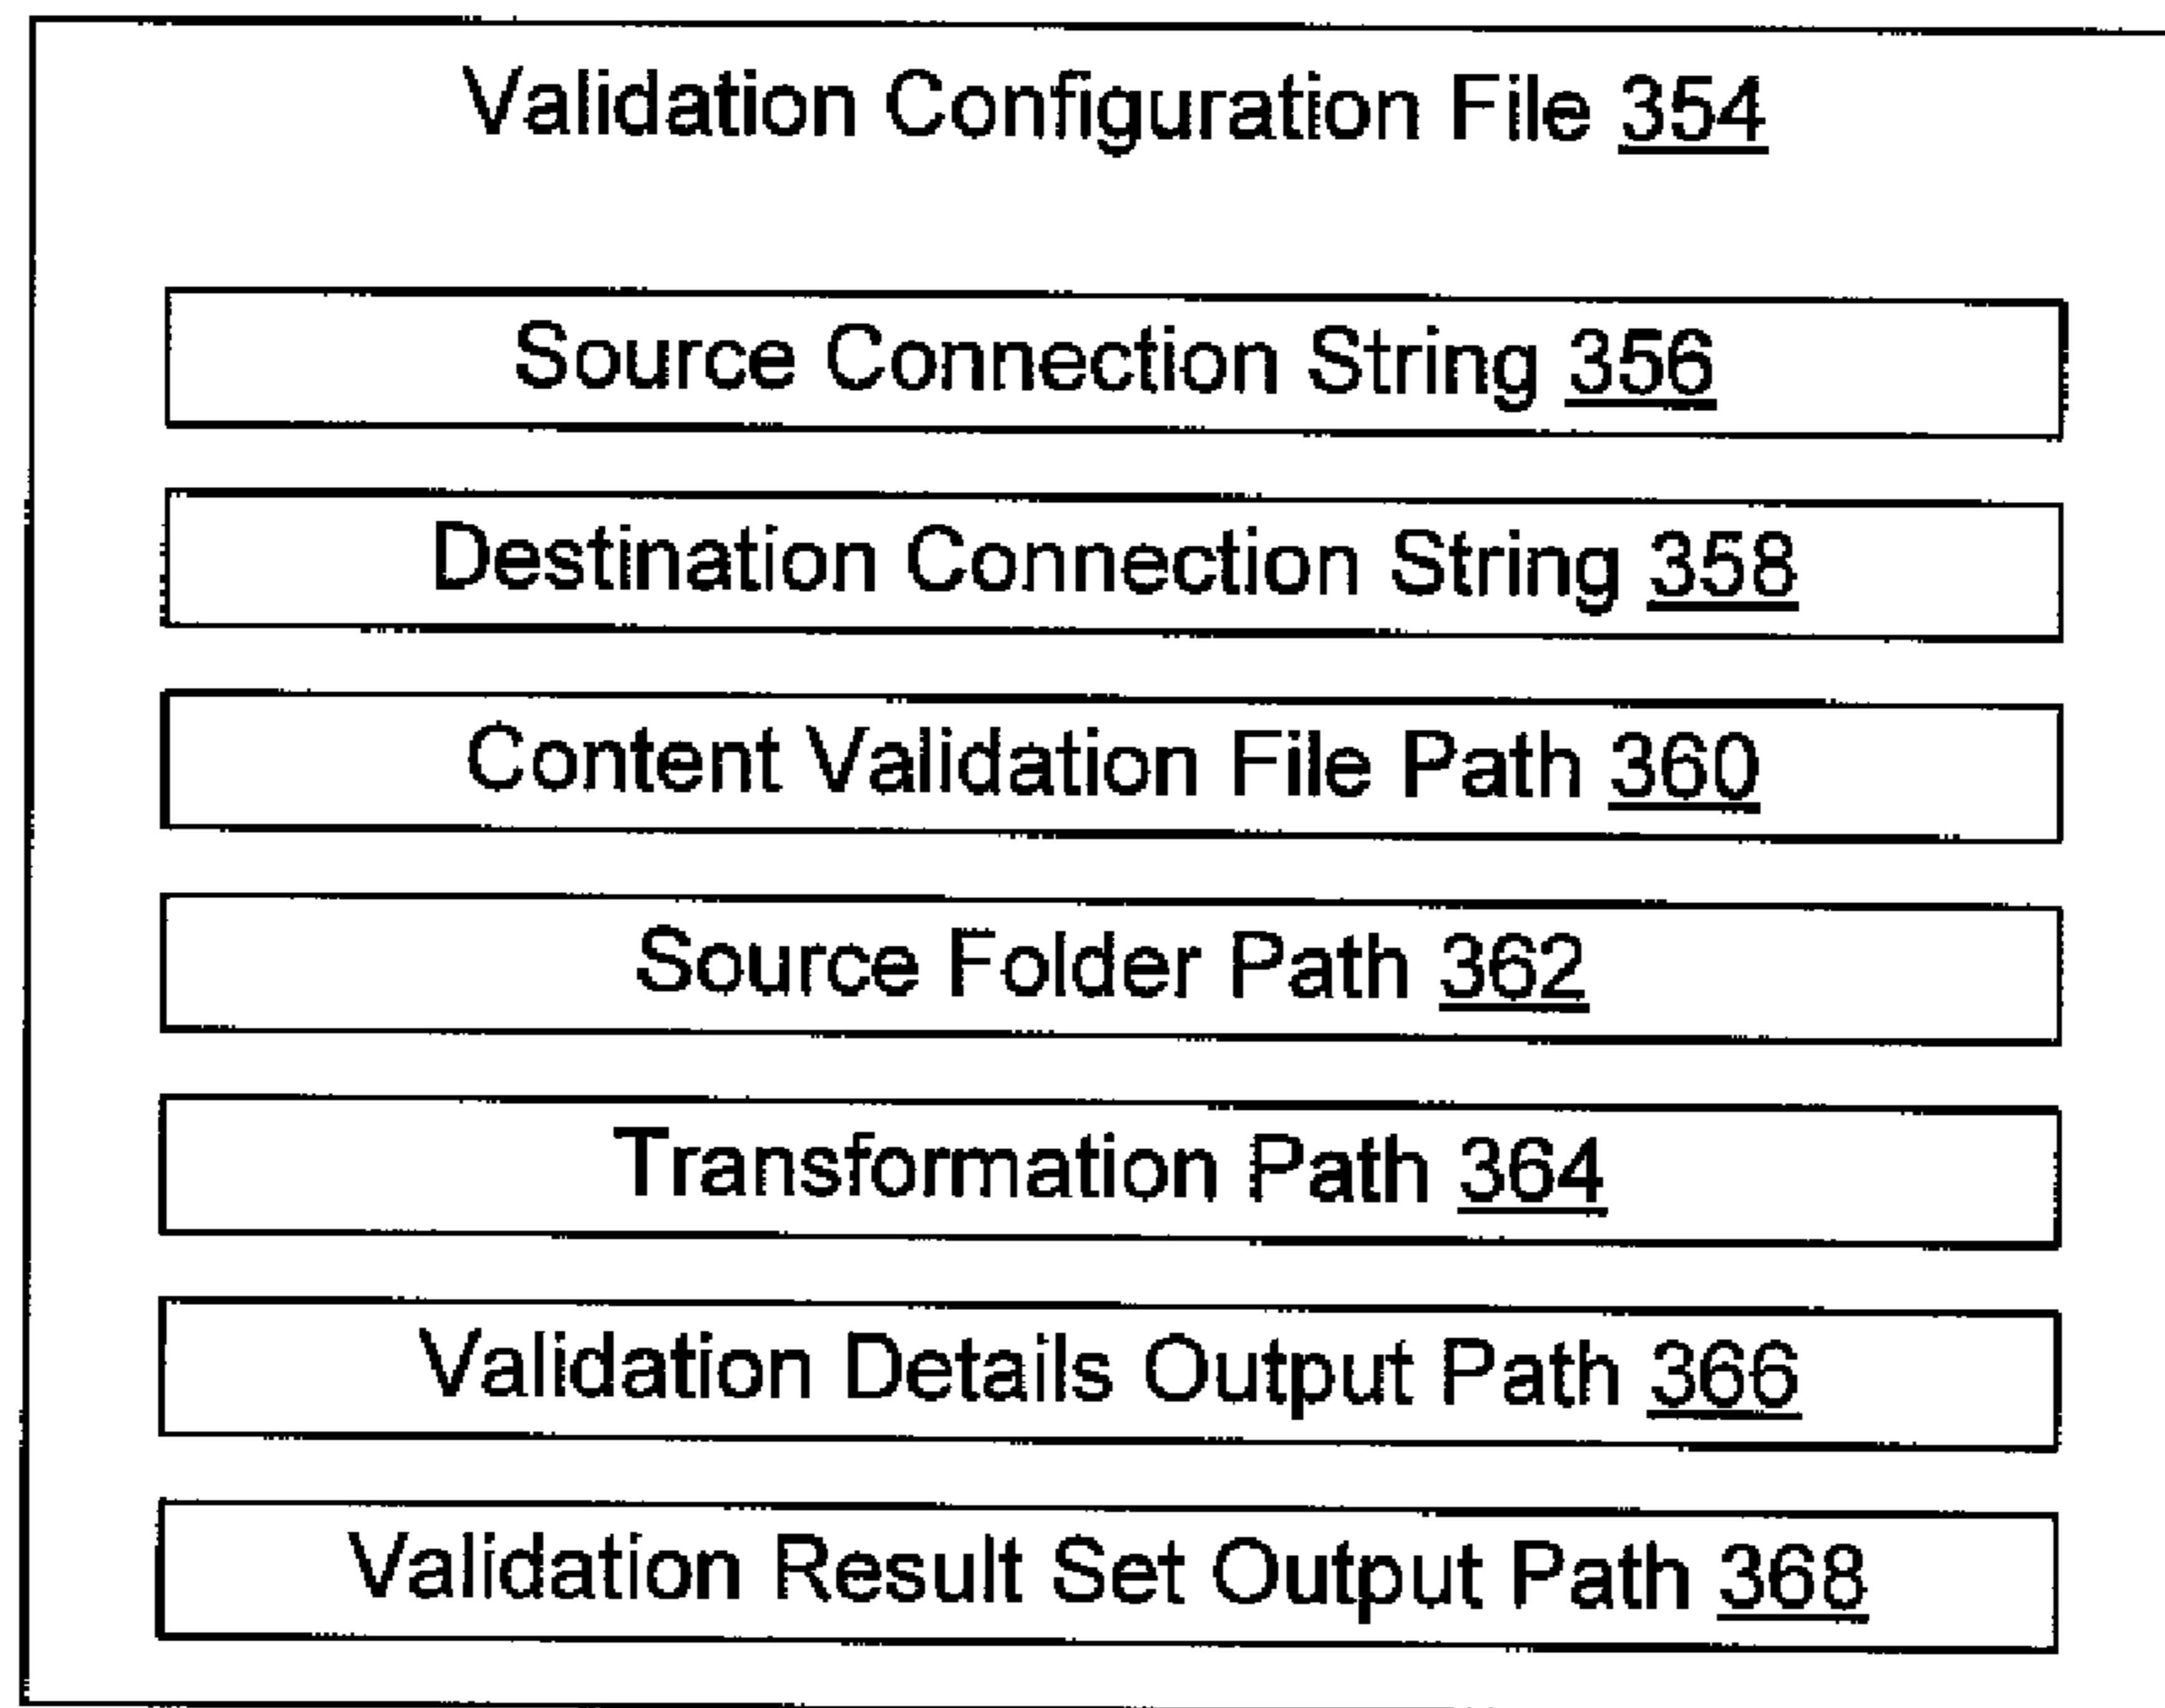 Validation Configuration File 354
Source Connection String 356
Destination Connection String 358
Content Validation File Path 360
Source Folder Path 362
Transformation Path 364
Validation Details Output Path 366
Validation Result Set Output Path 368